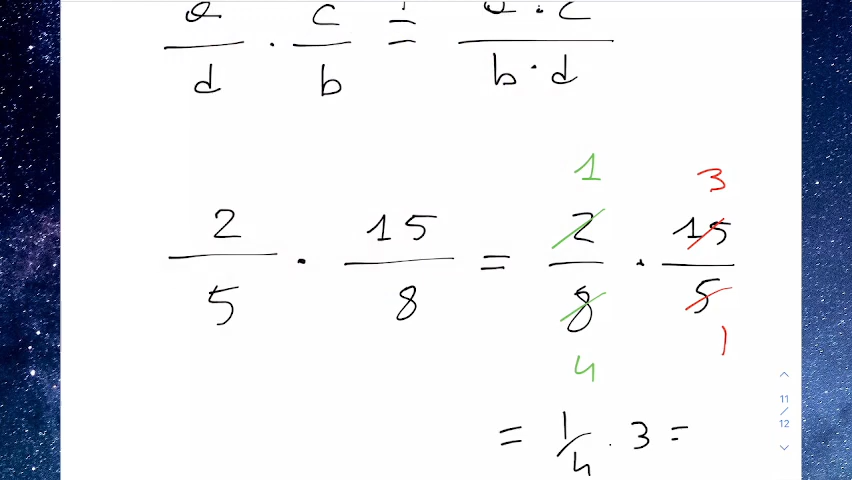 a/d · c/b = a · c / b · d
1 3
2/5 · 15/8 = 2/8 · 15/5
4 1
= 1/4 · 3 =
11
/
12